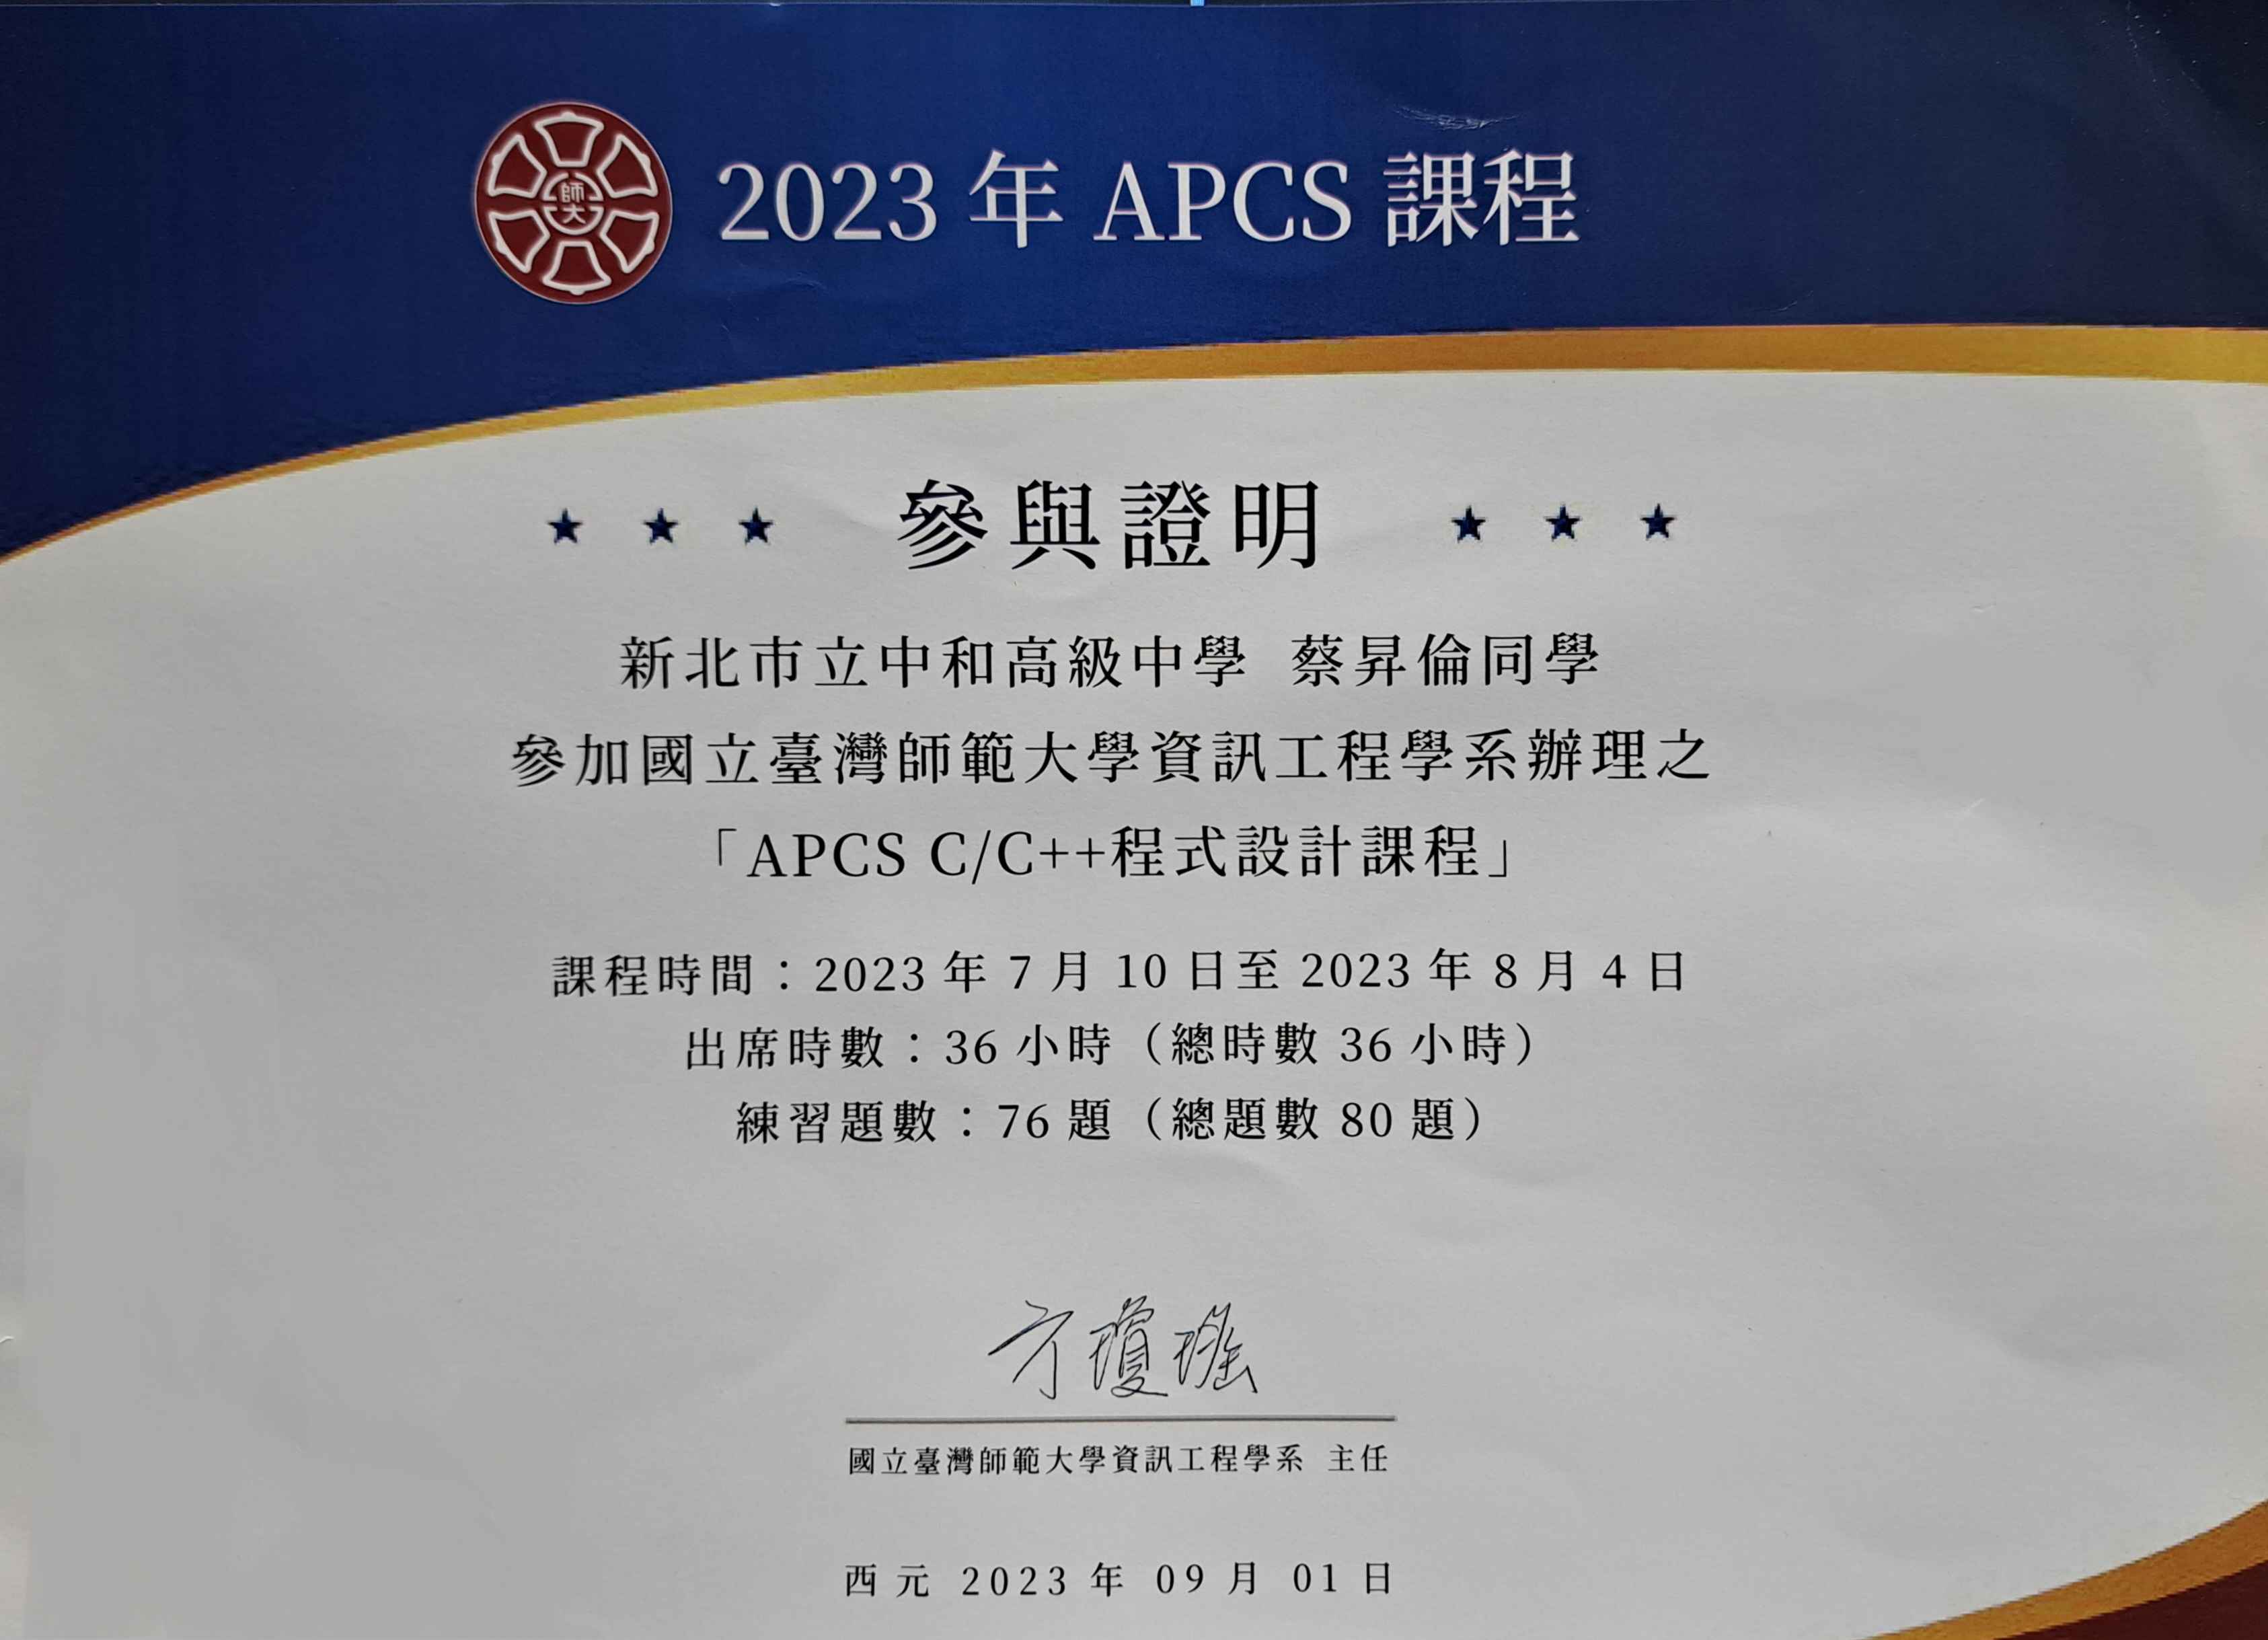 師大
2023 年 APCS 課程
★ ★ ★ 參與證明 ★ ★ ★
新北市立中和高級中學 蔡昇倫同學
參加國立臺灣師範大學資訊工程學系辦理之
「APCS C/C++程式設計課程」
課程時間：2023 年 7 月 10 日至 2023 年 8 月 4 日
出席時數：36 小時（總時數 36 小時）
練習題數：76 題（總題數 80 題）
方瓊瑤
國立臺灣師範大學資訊工程學系 主任
西元 2023 年 09 月 01 日